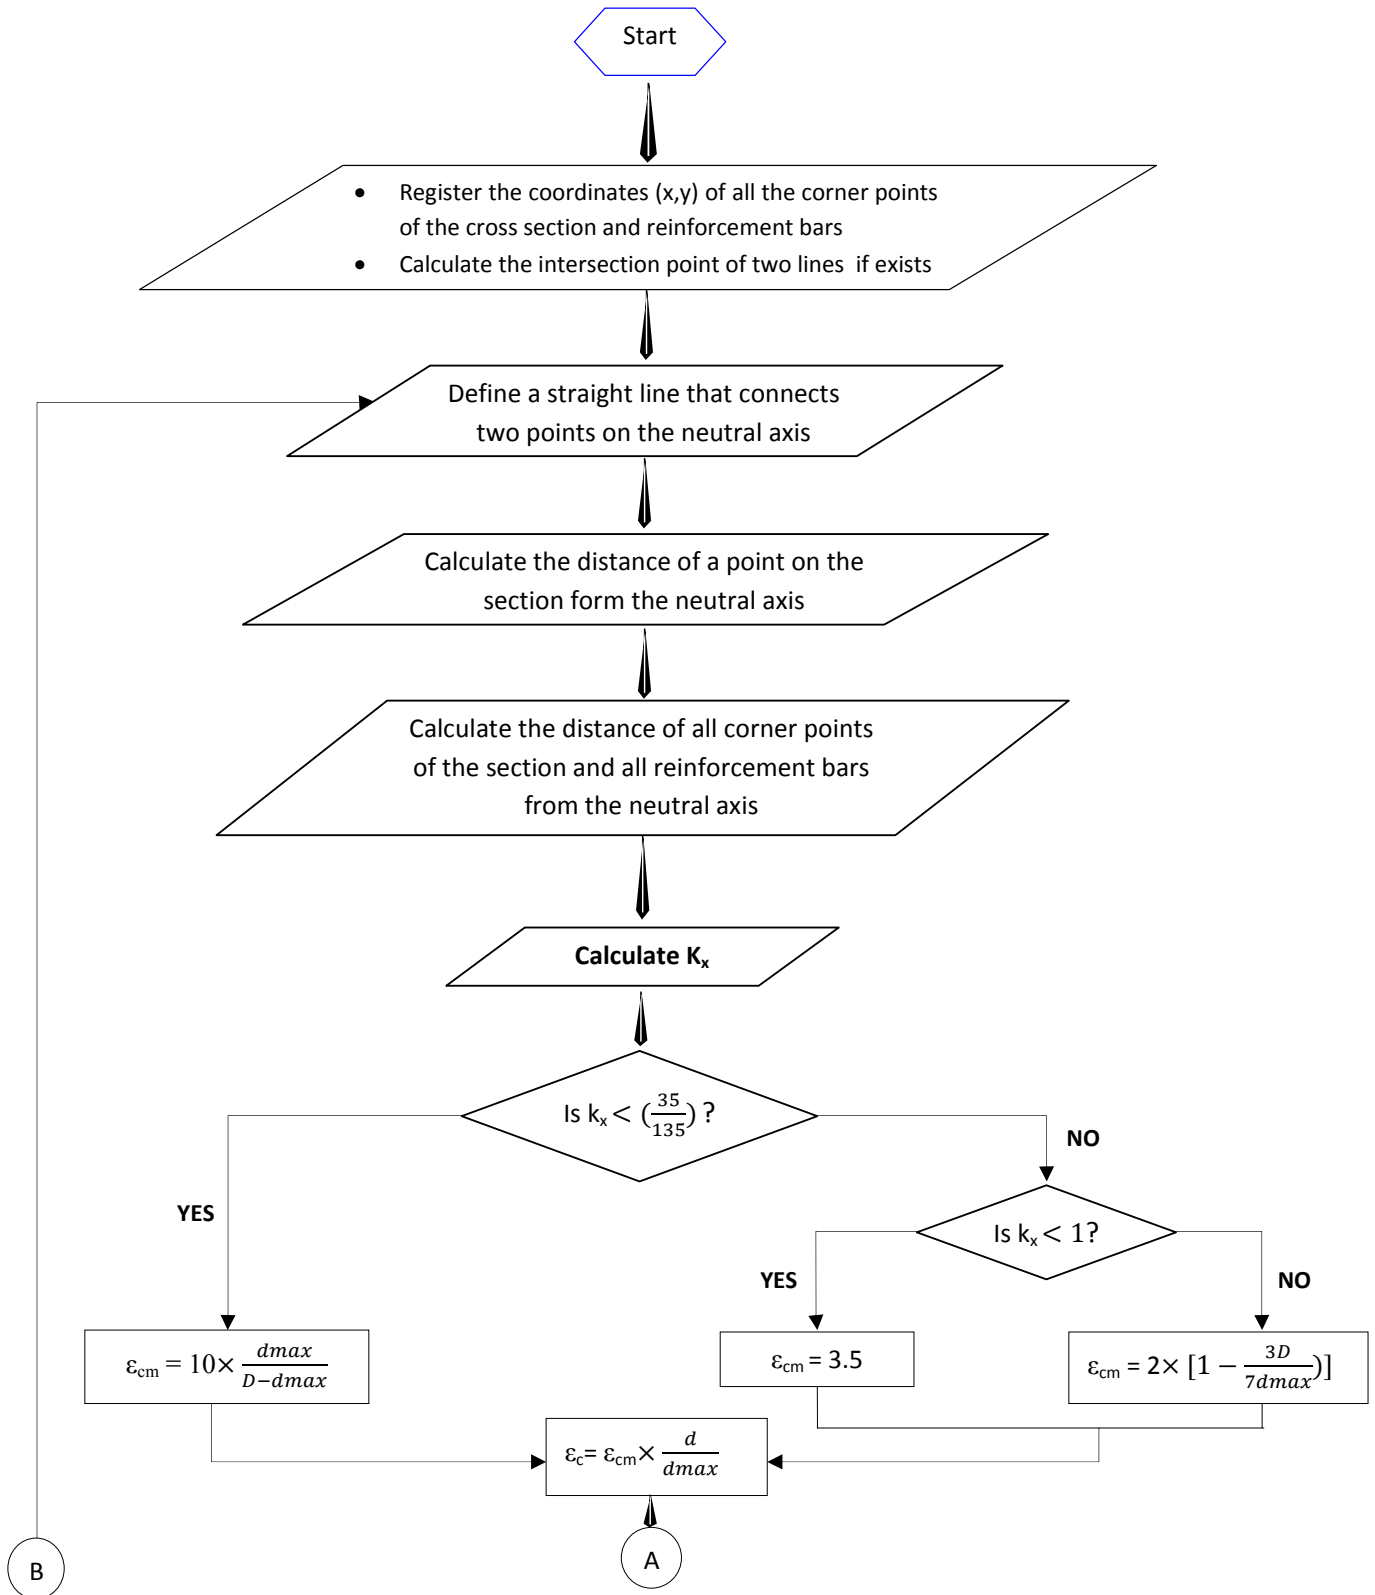 Start
• Register the coordinates (x,y) of all the corner points
of the cross section and reinforcement bars
• Calculate the intersection point of two lines if exists
Define a straight line that connects
two points on the neutral axis
Calculate the distance of a point on the
section form the neutral axis
Calculate the distance of all corner points
of the section and all reinforcement bars
from the neutral axis
Calculate Kₓ
Is kₓ < (35/135) ?
NO
YES
Is kₓ < 1?
YES
NO
εcm = 10× dmax/D−dmax
εcm = 3.5
εcm = 2× [1 − 3D/7dmax)]
εc= εcm× d/dmax
A
B